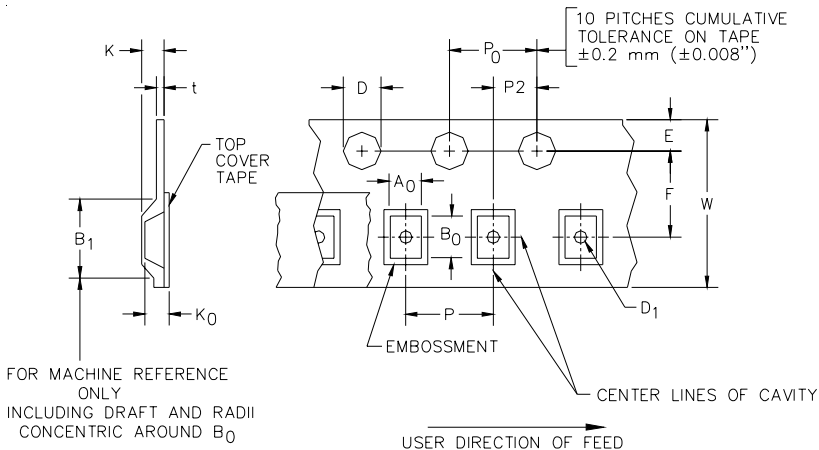 10 PITCHES CUMULATIVE
TOLERANCE ON TAPE
±0.2 mm (±0.008")
K
P0
D
P2
t
E
TOP
COVER
TAPE
A0
F
W
B1
B0
K0
P
D1
EMBOSSMENT
FOR MACHINE REFERENCE
ONLY
INCLUDING DRAFT AND RADII
CONCENTRIC AROUND B0
CENTER LINES OF CAVITY
USER DIRECTION OF FEED